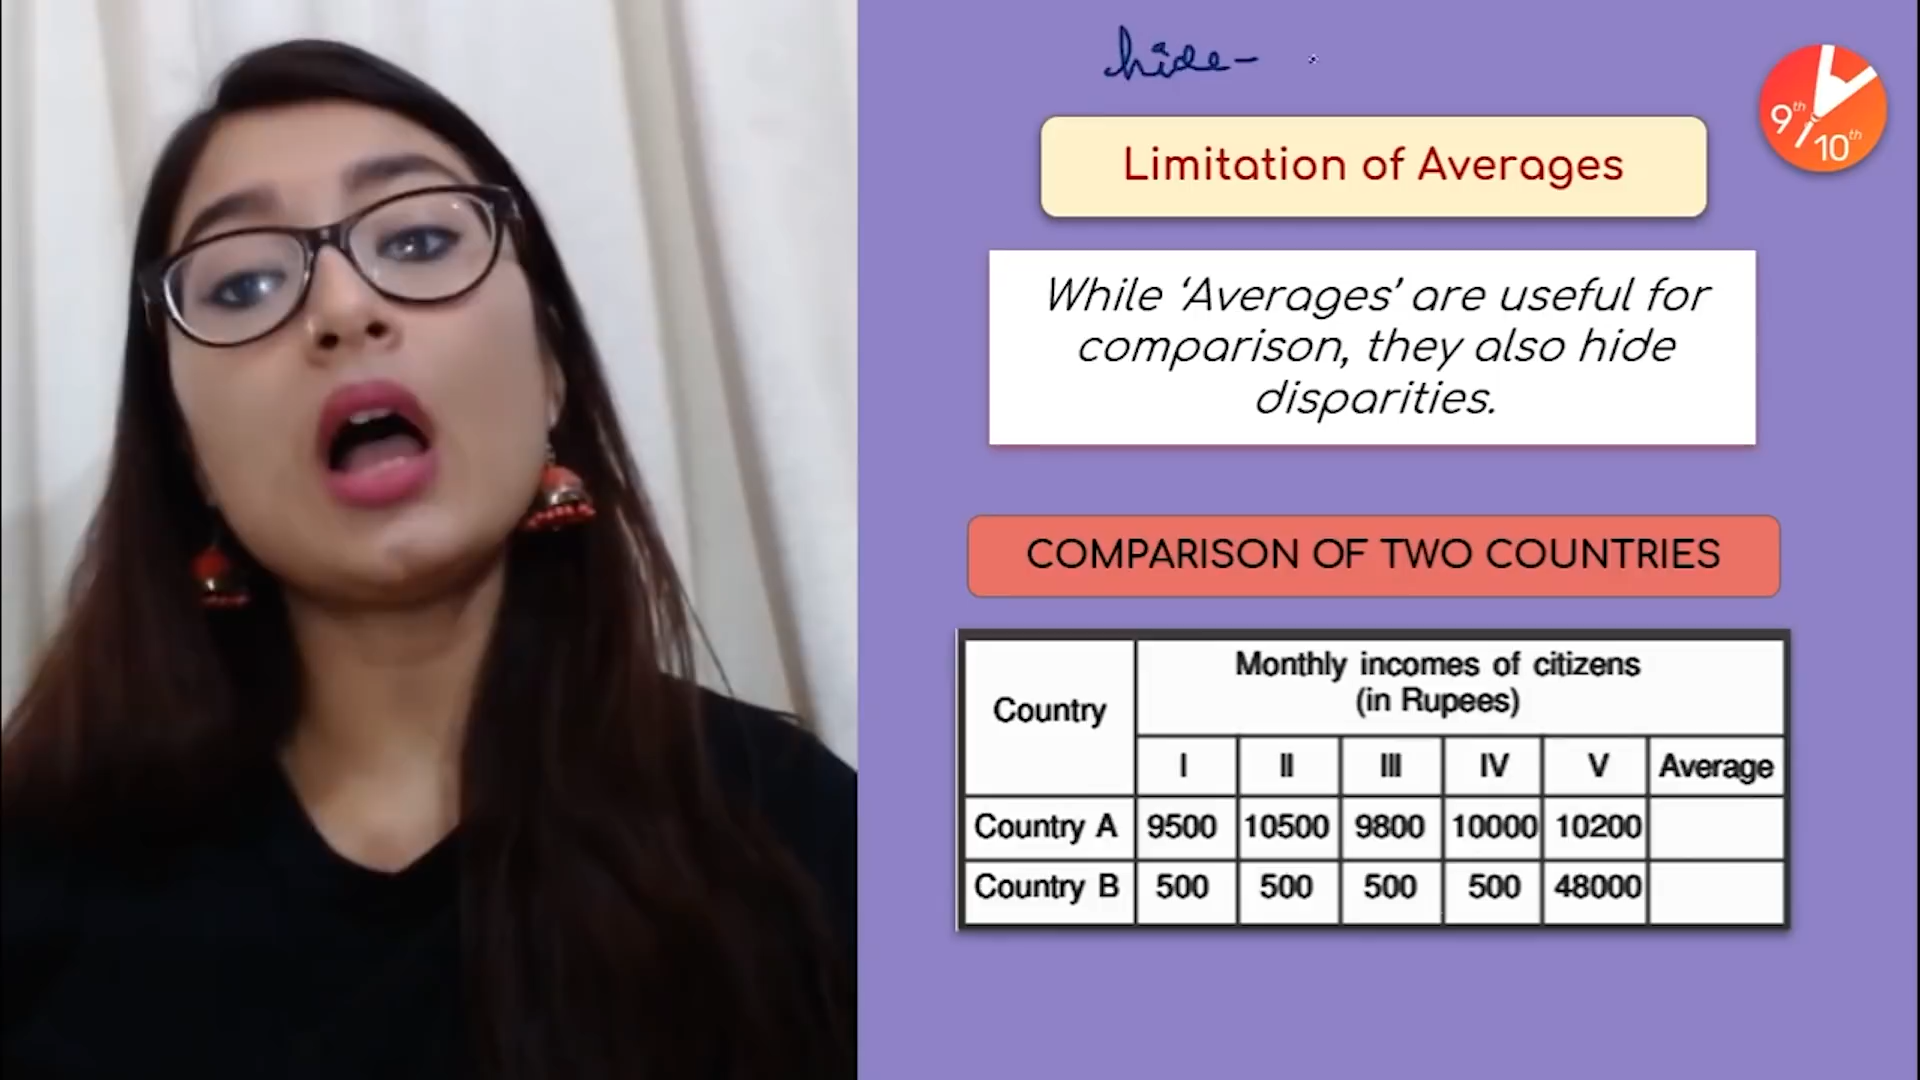 hide-
9th
10th
Limitation of Averages
While ‘Averages’ are useful for
comparison, they also hide
disparities.
COMPARISON OF TWO COUNTRIES
Country
Monthly incomes of citizens
(in Rupees)
I II III IV V Average
Country A 9500 10500 9800 10000 10200
Country B 500 500 500 500 48000